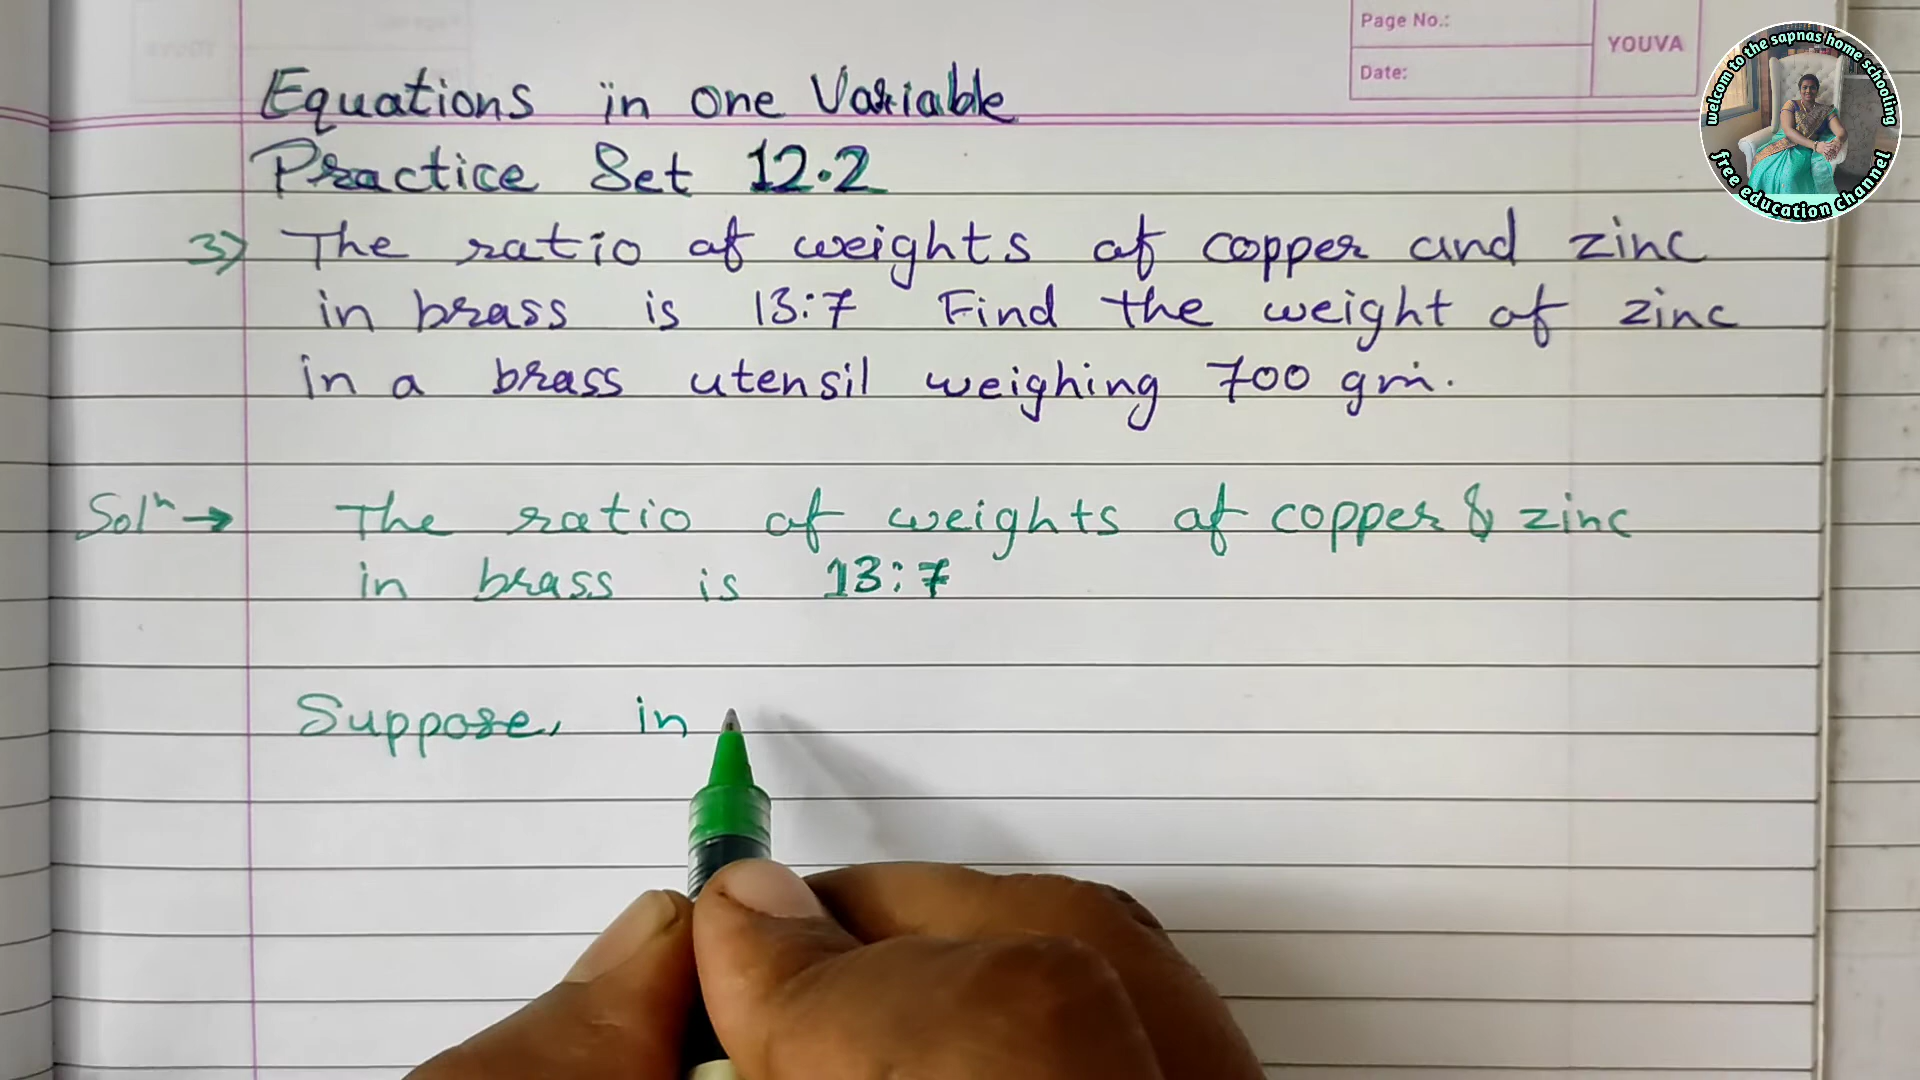 Page No.:
YOUVA
Date:
welcom to the sapnas home schooling
free education channel
Equations in one Variable
Practice Set 12.2
3) The ratio of weights of copper and zinc
in brass is 13:7 Find the weight of zinc
in a brass utensil weighing 700 gm.
Solⁿ → The ratio of weights of copper & zinc
in brass is 13:7
Suppose, in